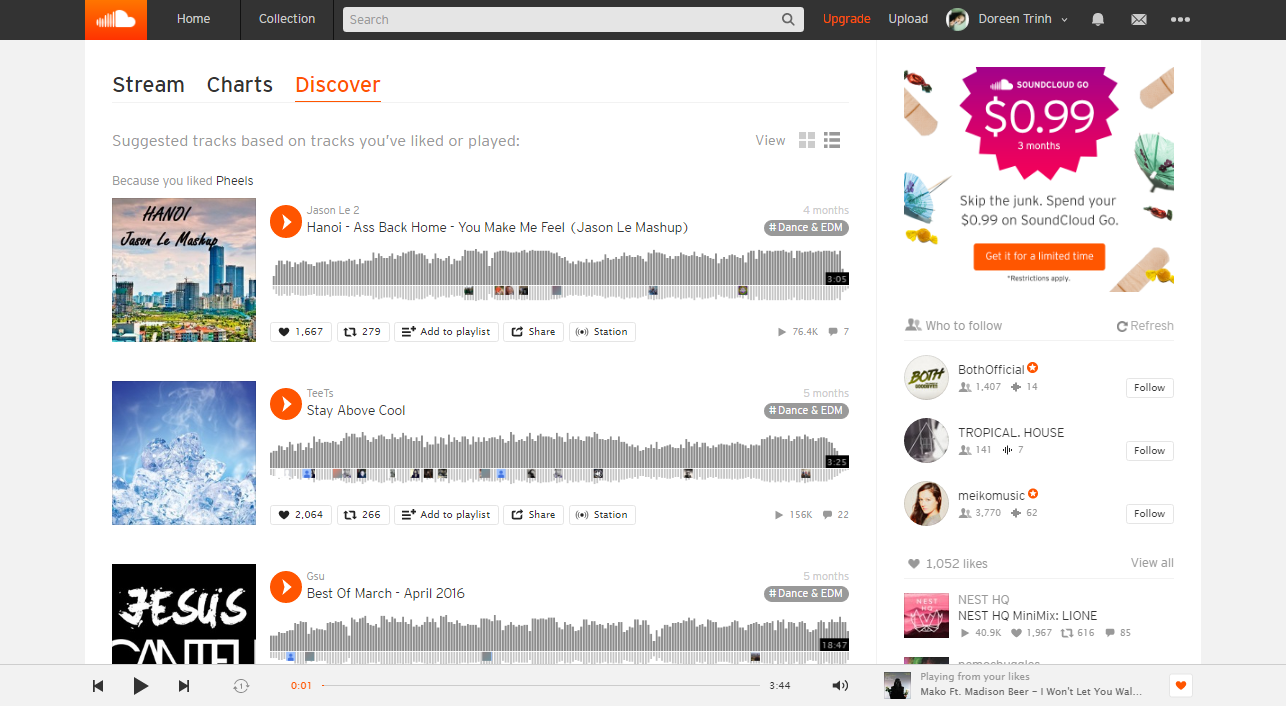 Home
Collection
Search
Upgrade
Upload
Doreen Trinh
Stream
Charts
Discover
Suggested tracks based on tracks you've liked or played:
View
Because you liked Pheels
HANOI
Jason Le Mashup
Jason Le 2
4 months
Hanoi - Ass Back Home - You Make Me Feel (Jason Le Mashup)
# Dance & EDM
3:05
1,667
279
Add to playlist
Share
Station
76.4K
7
TeeTs
5 months
Stay Above Cool
# Dance & EDM
3:25
2,064
266
Add to playlist
Share
Station
156K
22
JESUS
Gsu
5 months
Best Of March - April 2016
# Dance & EDM
18:47
SOUNDCLOUD GO
$0.99
3 months
Skip the junk. Spend your
$0.99 on SoundCloud Go.
Get it for a limited time
*Restrictions apply.
Who to follow
Refresh
BOTH
BothOfficial
1,407
14
Follow
TROPICAL. HOUSE
141
7
Follow
meikomusic
3,770
62
Follow
1,052 likes
View all
NEST
HQ
NEST HQ
NEST HQ MiniMix: LIONE
40.9K
1,967
616
85
1
0:01
3:44
Playing from your likes
Mako Ft. Madison Beer – I Won't Let You Wal...